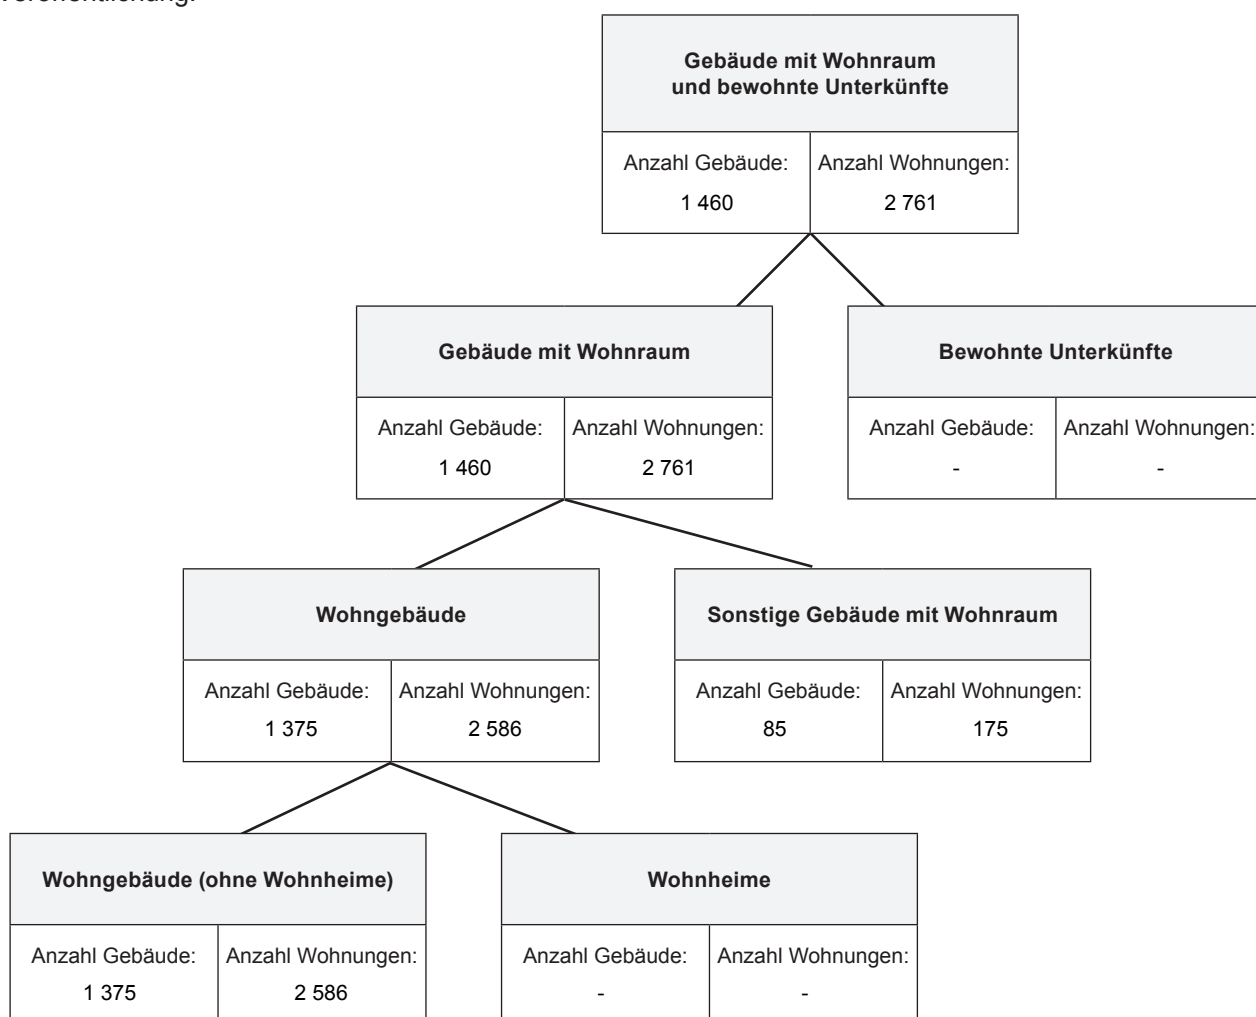 Veröffentlichung.
Gebäude mit Wohnraum
und bewohnte Unterkünfte
Anzahl Gebäude: Anzahl Wohnungen:
1 460 2 761
Gebäude mit Wohnraum Bewohnte Unterkünfte
Anzahl Gebäude: Anzahl Wohnungen: Anzahl Gebäude: Anzahl Wohnungen:
1 460 2 761 - -
Wohngebäude Sonstige Gebäude mit Wohnraum
Anzahl Gebäude: Anzahl Wohnungen: Anzahl Gebäude: Anzahl Wohnungen:
1 375 2 586 85 175
Wohngebäude (ohne Wohnheime) Wohnheime
Anzahl Gebäude: Anzahl Wohnungen: Anzahl Gebäude: Anzahl Wohnungen:
1 375 2 586 - -